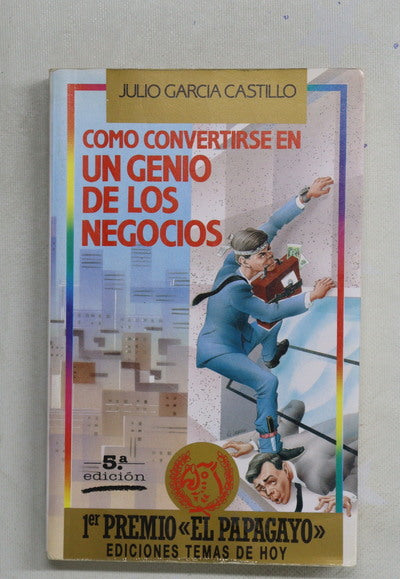 JULIO GARCIA CASTILLO
COMO CONVERTIRSE EN
UN GENIO
DE LOS
NEGOCIOS
5.ª
edición
1er PREMIO «EL PAPAGAYO»
EDICIONES TEMAS DE HOY